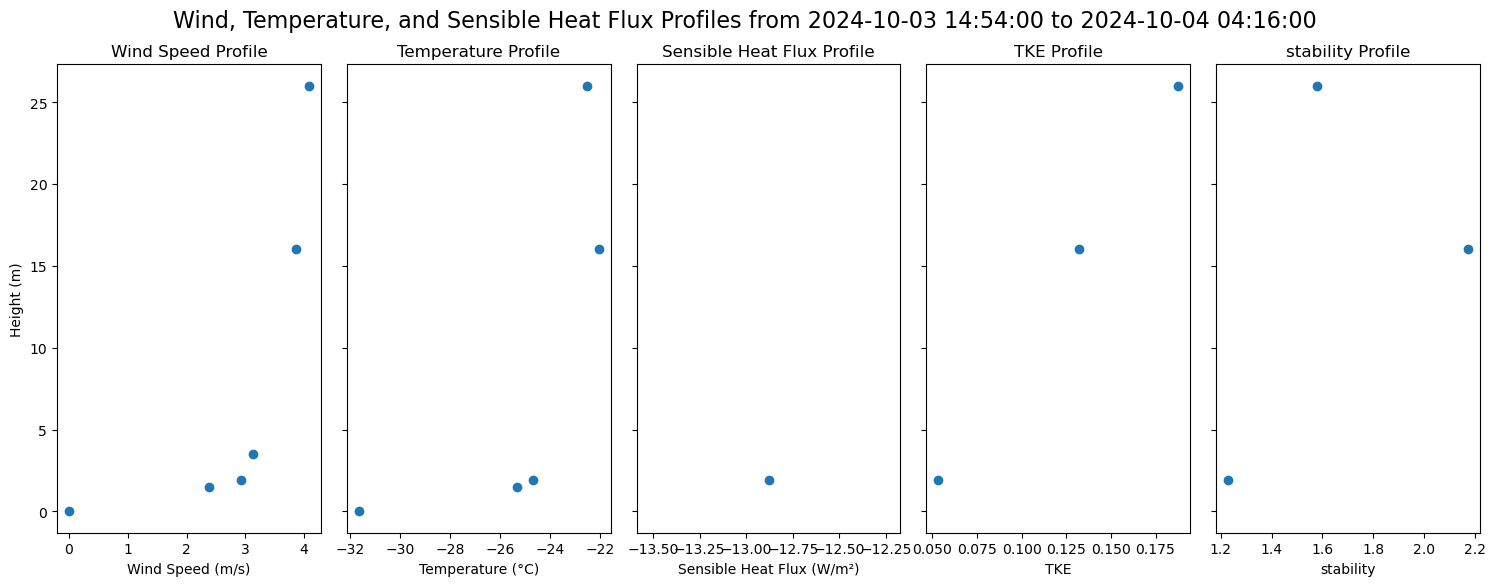 Wind, Temperature, and Sensible Heat Flux Profiles from 2024-10-03 14:54:00 to 2024-10-04 04:16:00
Wind Speed Profile
Temperature Profile
Sensible Heat Flux Profile
TKE Profile
stability Profile
Height (m)
25
20
15
10
5
0
0 1 2 3 4
−32 −30 −28 −26 −24 −22
−13.50 −13.25 −13.00 −12.75 −12.50 −12.25
0.050 0.075 0.100 0.125 0.150 0.175
1.2 1.4 1.6 1.8 2.0 2.2
Wind Speed (m/s)
Temperature (°C)
Sensible Heat Flux (W/m²)
TKE
stability